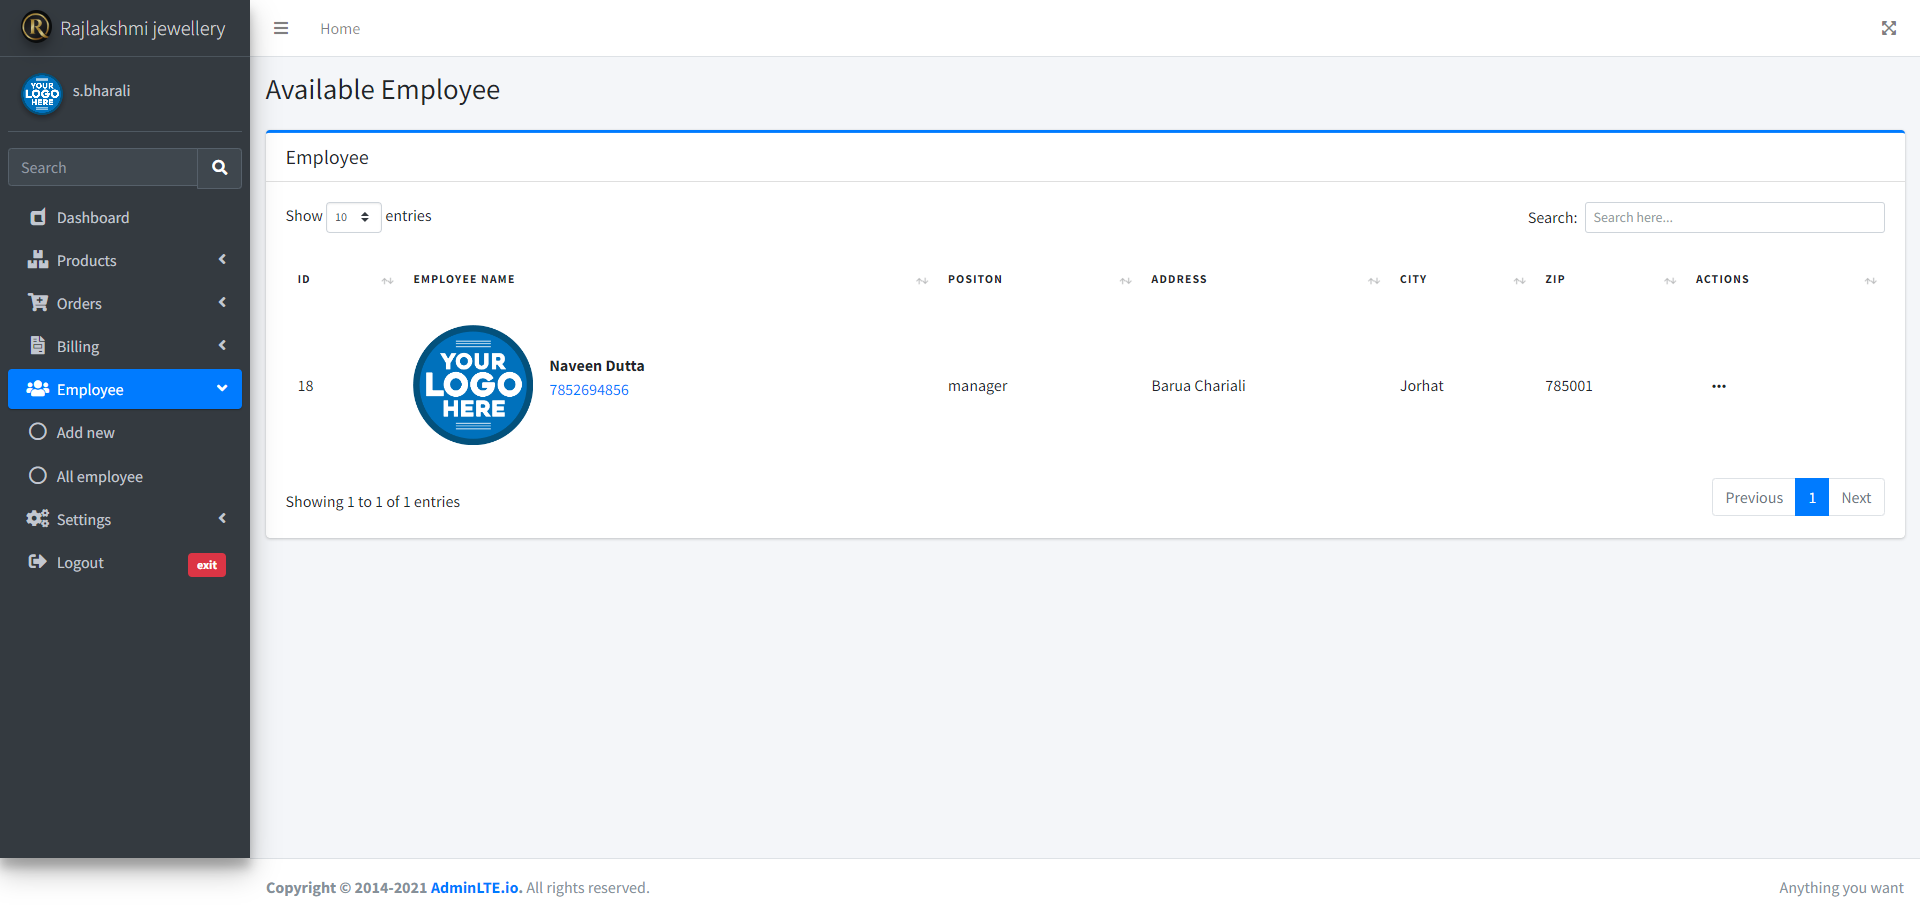 R Rajlakshmi jewellery
Home
YOUR
LOGO
HERE
s.bharali
Search
Dashboard
Products
Orders
Billing
Employee
Add new
All employee
Settings
Logout exit
Available Employee
Employee
Show 10 entries
Search: Search here...
ID EMPLOYEE NAME POSITON ADDRESS CITY ZIP ACTIONS
YOUR
LOGO
HERE
Naveen Dutta
7852694856
18 manager Barua Chariali Jorhat 785001
Showing 1 to 1 of 1 entries
Previous 1 Next
Copyright © 2014-2021 AdminLTE.io. All rights reserved.
Anything you want